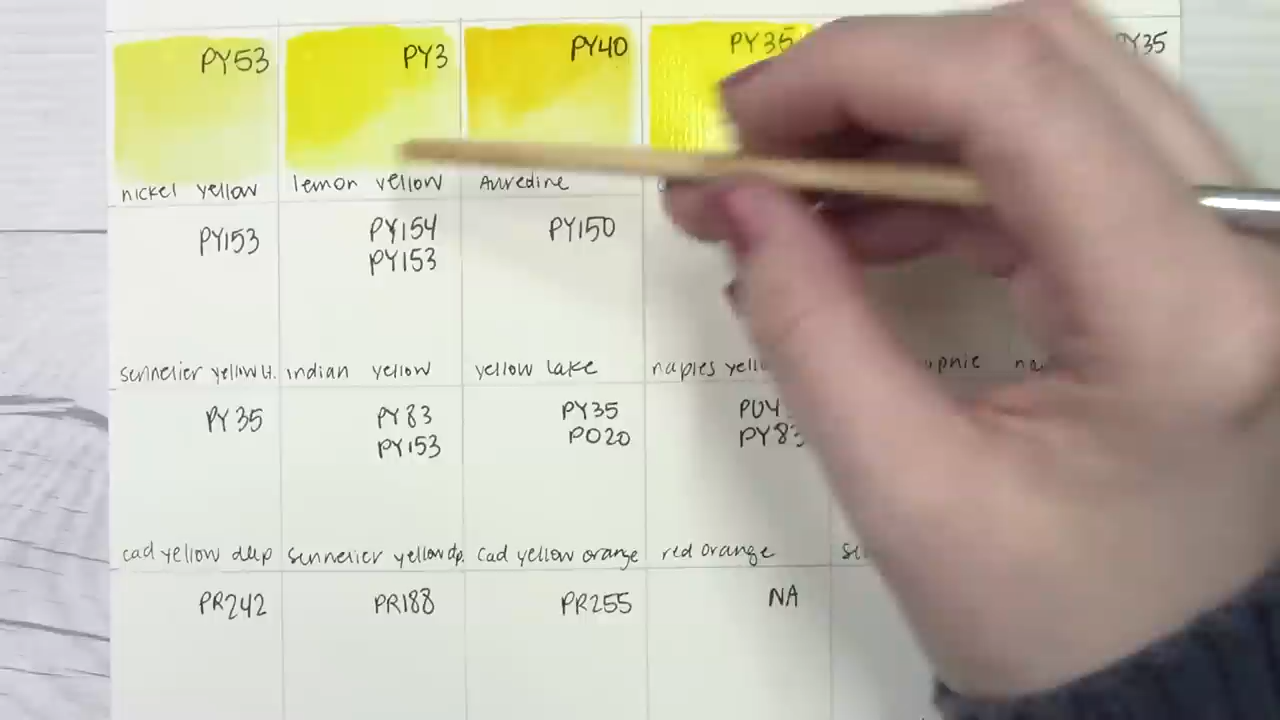 PY53 PY3 PY40 PY35 PY35
nickel yellow lemon yellow Auredine
PY153 PY154 PY150
PY153
sennelier yellow lt. indian yellow yellow lake naples
PY35 PY83 PY35
PY153 PO20 PY83
cad yellow deep sennelier yellow dp. Cad yellow orange red orange
PR242 PR188 PR255 NA